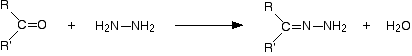 R R
C=O + H₂N—NH₂ C=N—NH₂ + H₂O
R' R'